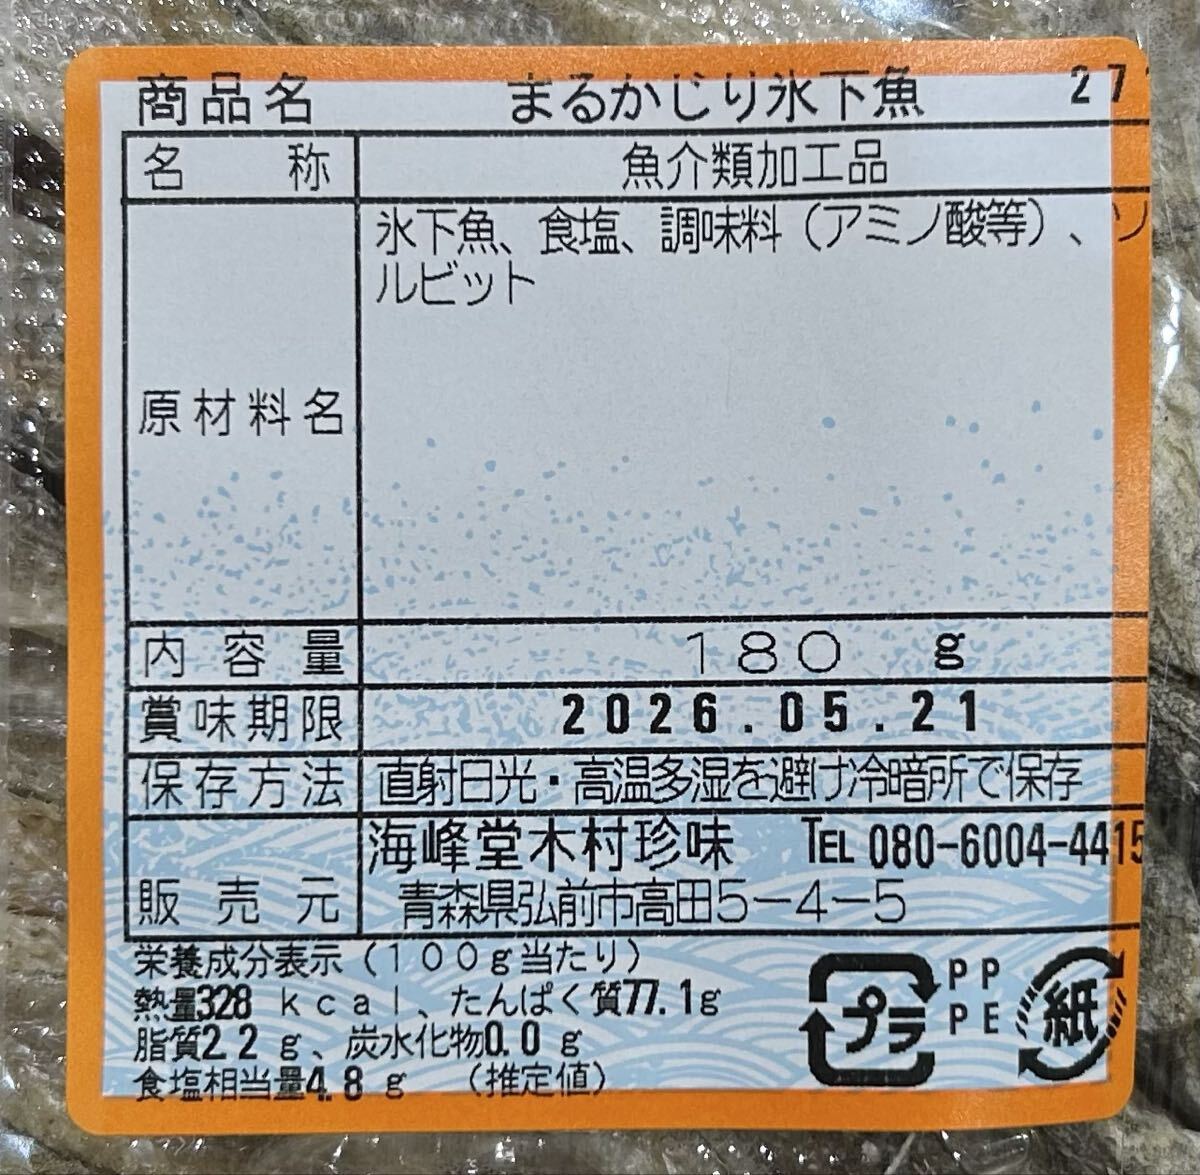 商品名 まるかじり氷下魚 27
名称 魚介類加工品
原材料名 氷下魚、食塩、調味料（アミノ酸等）、ソ
ルビット
内容量 180 g
賞味期限 2026.05.21
保存方法 直射日光・高温多湿を避け冷暗所で保存
販売元 海峰堂木村珍味 TEL 080-6004-4415
青森県弘前市高田5-4-5
栄養成分表示（100g当たり）
熱量328 kcal、たんぱく質77.1g
脂質2.2 g、炭水化物0.0 g
食塩相当量4.8 g （推定値）
プラ
PP
PE
紙